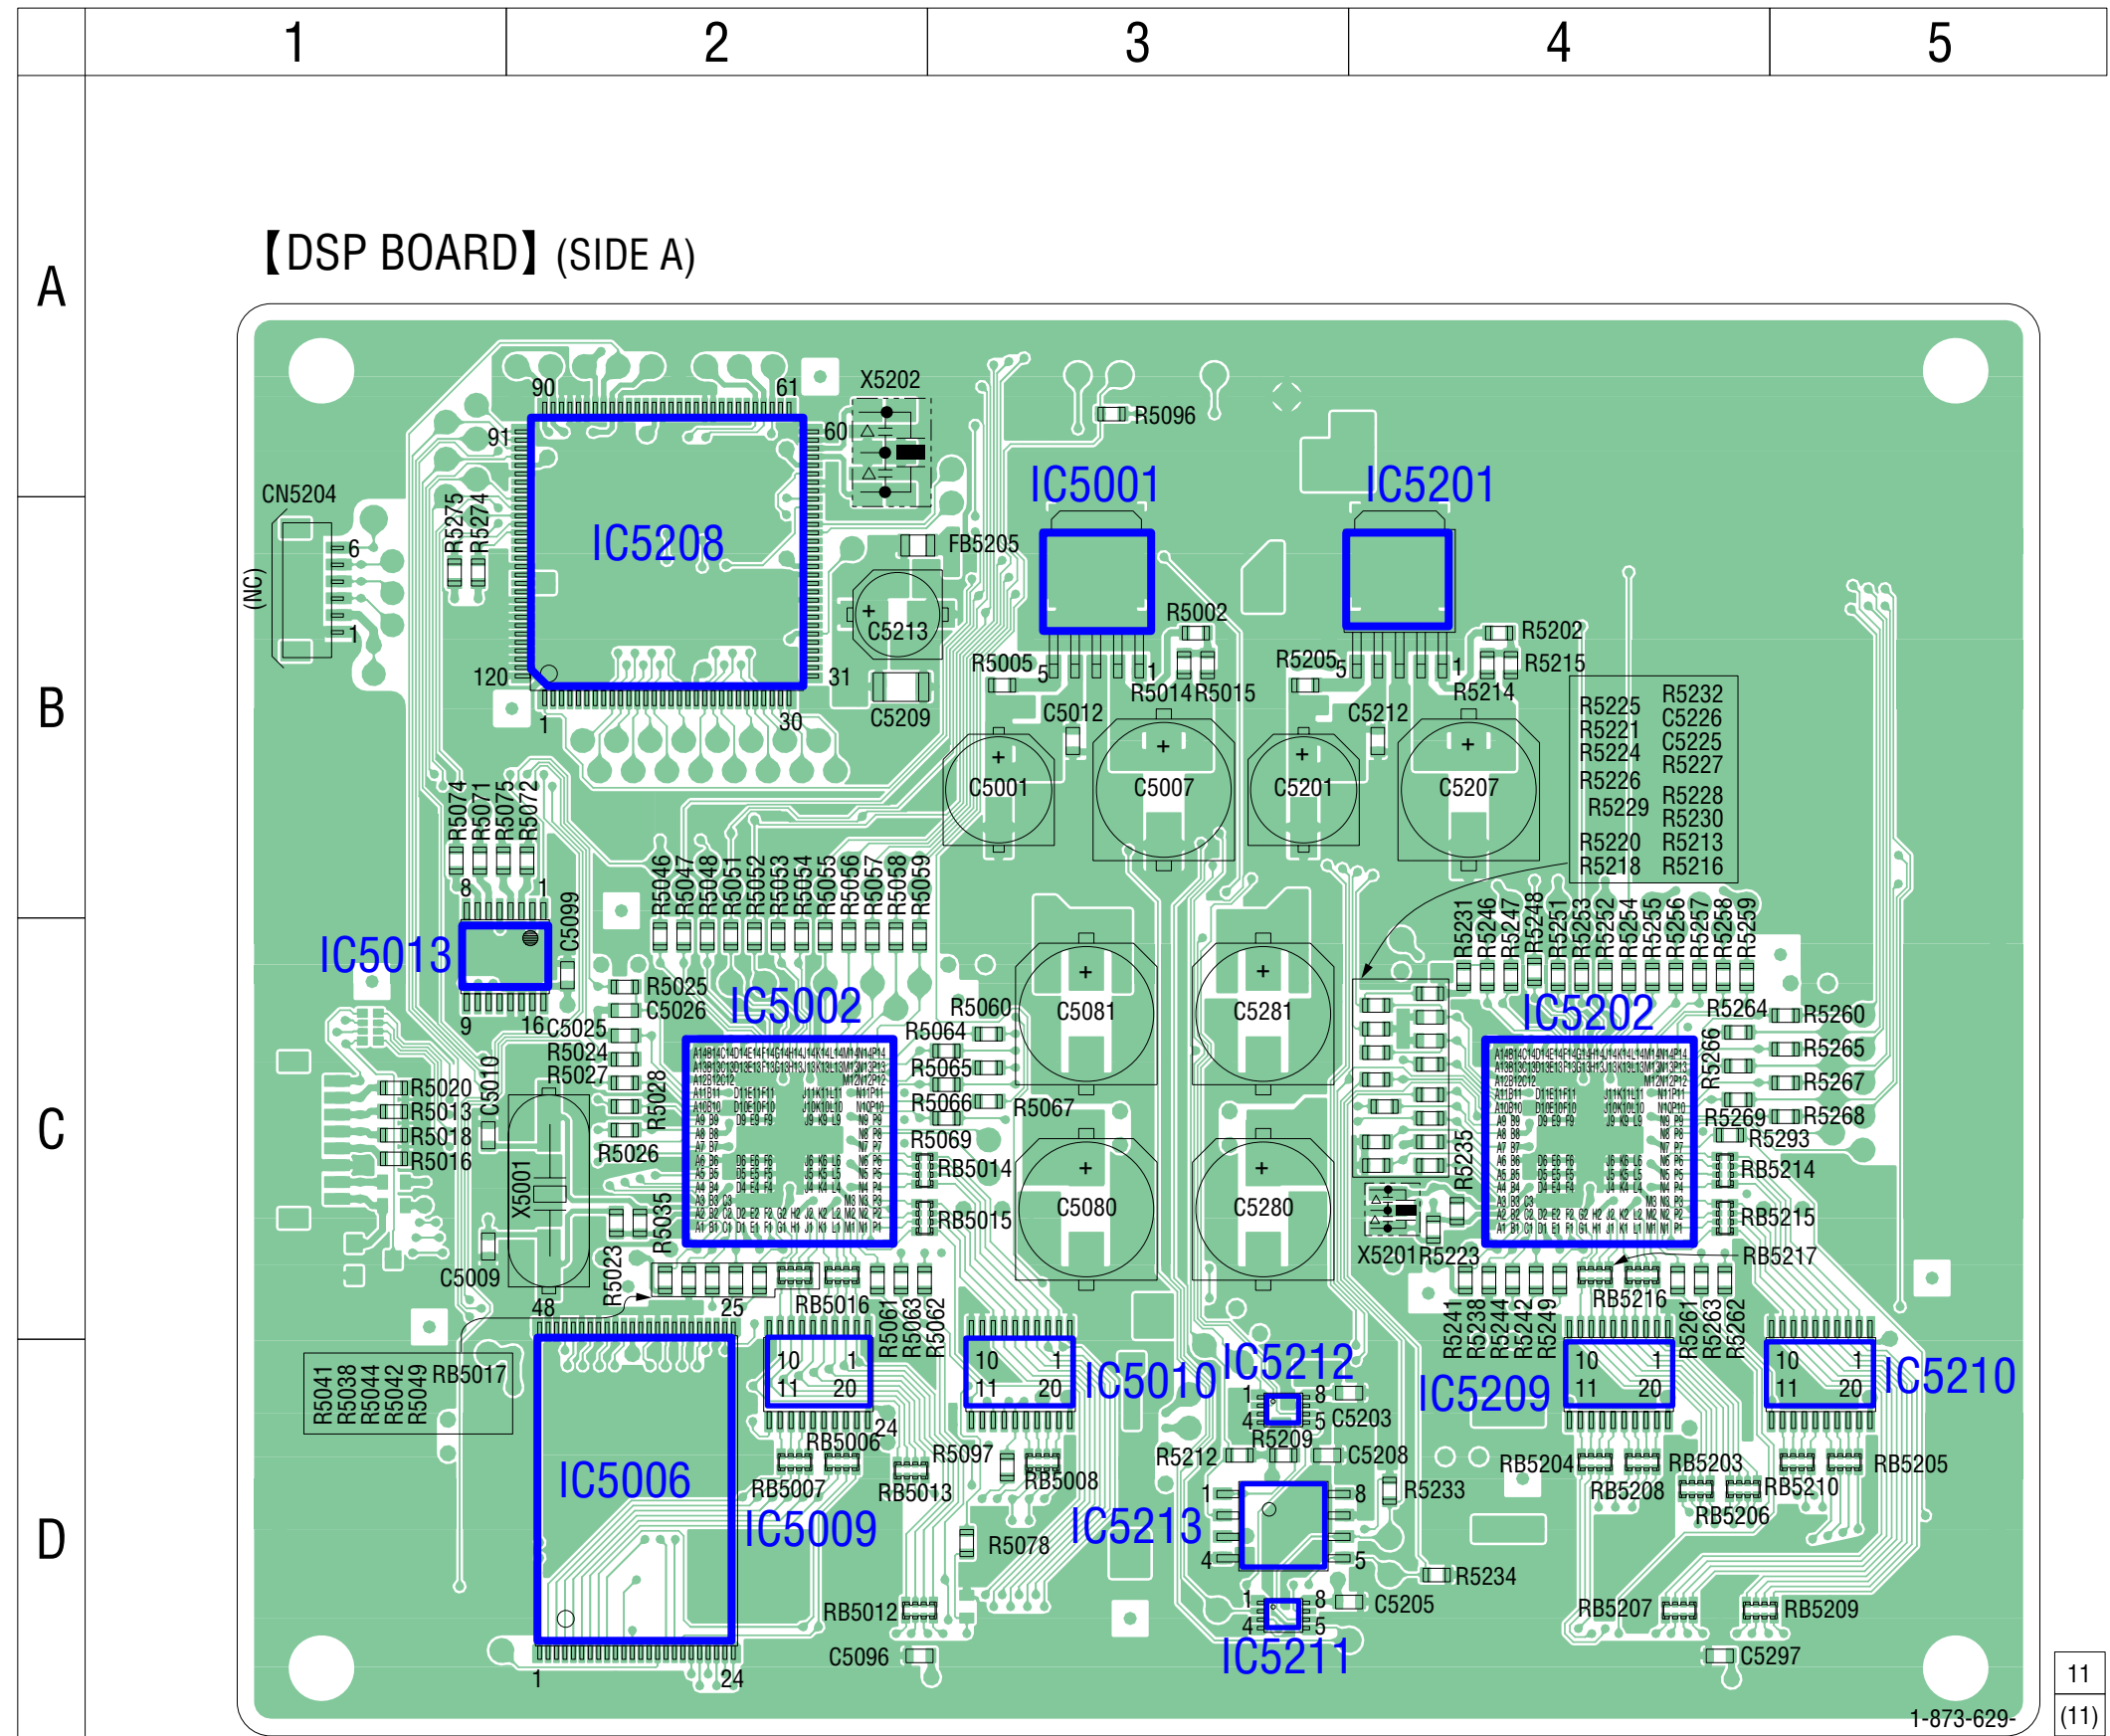 1 2 3 4 5
A
B
C
D
【DSP BOARD】 (SIDE A)
90 61
X5202
91 60
R5096
IC5001
IC5201
CN5204
R5275
R5274
IC5208
6
(NC)
1
FB5205
C5213
120 31
1 30
C5209
R5005
5 1
R5002
R5014 R5015
R5205
5 1
R5202
R5215
R5214
C5012
C5212
C5001
C5007
C5201
C5207
R5225
R5221
R5224
R5226
R5229
R5220
R5218
R5232
C5226
C5225
R5227
R5228
R5230
R5213
R5216
R5074
R5071
R5075
R5072
8 1
IC5013
9 16
C5099
R5046
R5047
R5048
R5051
R5052
R5053
R5054
R5055
R5056
R5057
R5058
R5059
R5231
R5246
R5247
R5248
R5251
R5253
R5252
R5254
R5255
R5256
R5257
R5258
R5259
R5025
C5026
C5025
R5024
R5027
R5028
R5026
IC5002
R5060
R5064
R5065
R5066
R5067
R5069
C5081
C5281
C5080
C5280
IC5202
R5264
R5260
R5266
R5265
R5267
R5269
R5268
R5293
R5020
R5013
R5018
R5016
C5010
X5001
C5009
R5035
R5023
RB5014
RB5015
R5235
X5201
R5223
RB5214
RB5215
RB5217
RB5216
48 25
RB5016
R5061
R5063
R5062
R5241
R5238
R5244
R5242
R5249
R5261
R5263
R5262
R5041
R5038
R5044
R5042
R5049
RB5017
10 1
11 20
24
10 1
11 20
IC5010
IC5212
1 8
4 5
C5203
R5212
R5209
C5208
IC5209
10 1
11 20
10 1
11 20
IC5210
IC5006
RB5006
RB5007
RB5013
R5097
RB5008
IC5009
R5078
RB5012
C5096
1 24
IC5213
1 8
4 5
R5233
R5234
1 8
4 5
C5205
IC5211
RB5204
RB5203
RB5208
RB5210
RB5206
RB5205
RB5207
RB5209
C5297
1-873-629-
11
(11)